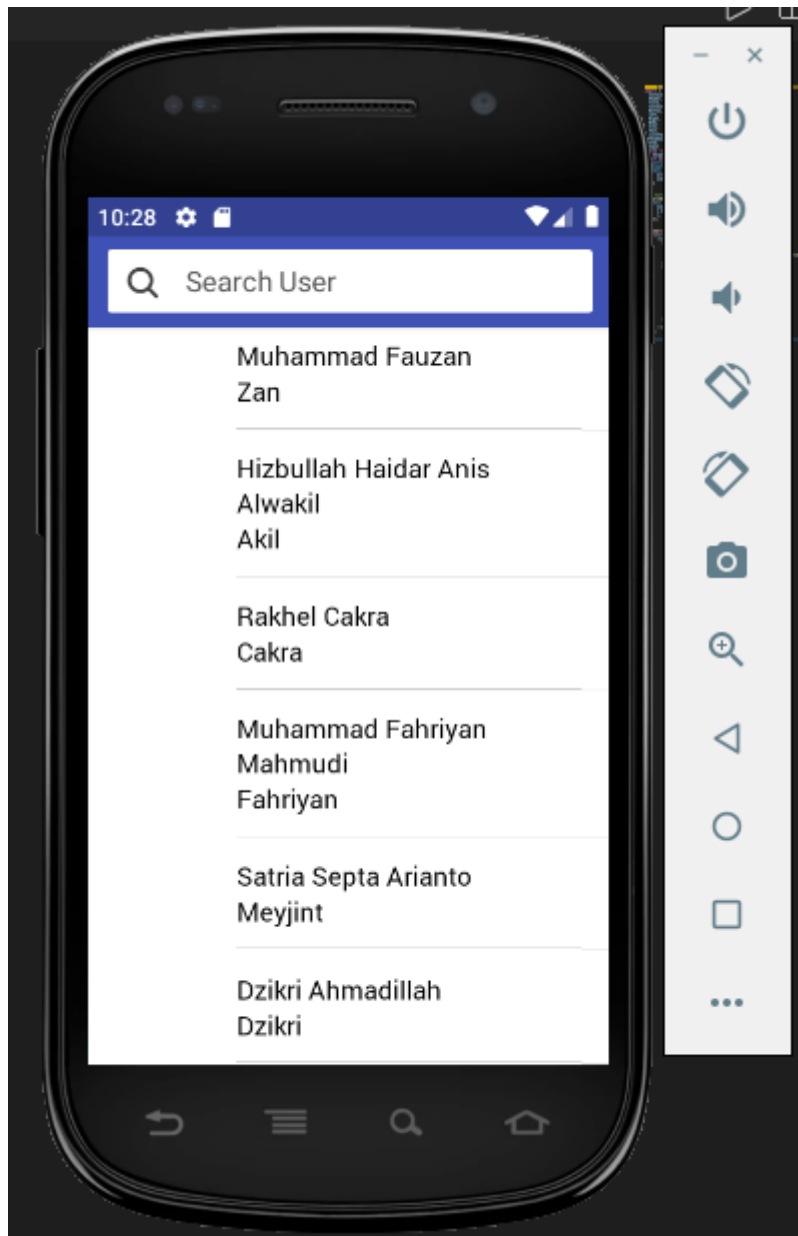 10:28
Search User
Muhammad Fauzan
Zan
Hizbullah Haidar Anis
Alwakil
Akil
Rakhel Cakra
Cakra
Muhammad Fahriyan
Mahmudi
Fahriyan
Satria Septa Arianto
Meyjint
Dzikri Ahmadillah
Dzikri